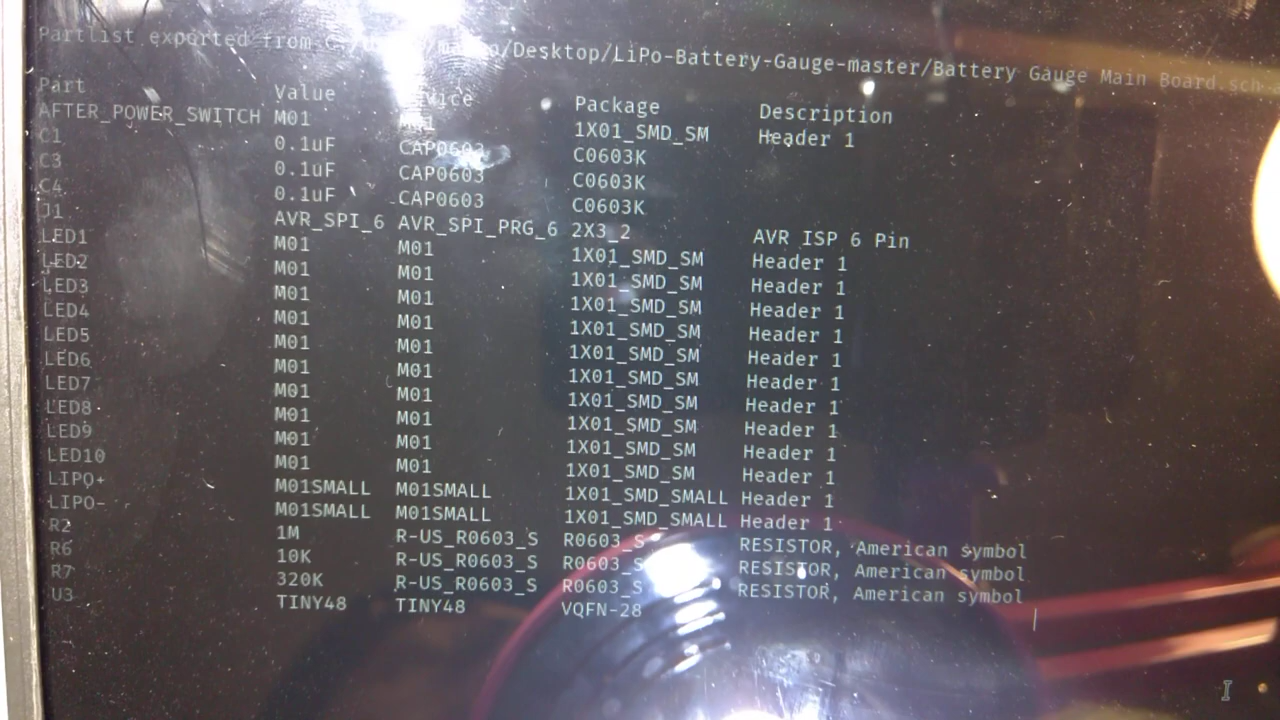 Partlist exported from /Desktop/LiPo-Battery-Gauge-master/Battery Gauge Main Board.sch
Part Value Device Package Description
AFTER_POWER_SWITCH M01 M01 1X01_SMD_SM Header 1
C1 0.1uF CAP0603 C0603K
C3 0.1uF CAP0603 C0603K
C4 0.1uF CAP0603 C0603K
J1 AVR_SPI_6 AVR_SPI_PRG_6 2X3_2 AVR ISP 6 Pin
LED1 M01 M01 1X01_SMD_SM Header 1
LED2 M01 M01 1X01_SMD_SM Header 1
LED3 M01 M01 1X01_SMD_SM Header 1
LED4 M01 M01 1X01_SMD_SM Header 1
LED5 M01 M01 1X01_SMD_SM Header 1
LED6 M01 M01 1X01_SMD_SM Header 1
LED7 M01 M01 1X01_SMD_SM Header 1
LED8 M01 M01 1X01_SMD_SM Header 1
LED9 M01 M01 1X01_SMD_SM Header 1
LED10 M01 M01 1X01_SMD_SM Header 1
LIPO+ M01SMALL M01SMALL 1X01_SMD_SMALL Header 1
LIPO- M01SMALL M01SMALL 1X01_SMD_SMALL Header 1
R2 1M R-US_R0603_S R0603_S RESISTOR, American symbol
R6 10K R-US_R0603_S R0603_S RESISTOR, American symbol
R7 320K R-US_R0603_S R0603_S RESISTOR, American symbol
U3 TINY48 TINY48 VQFN-28